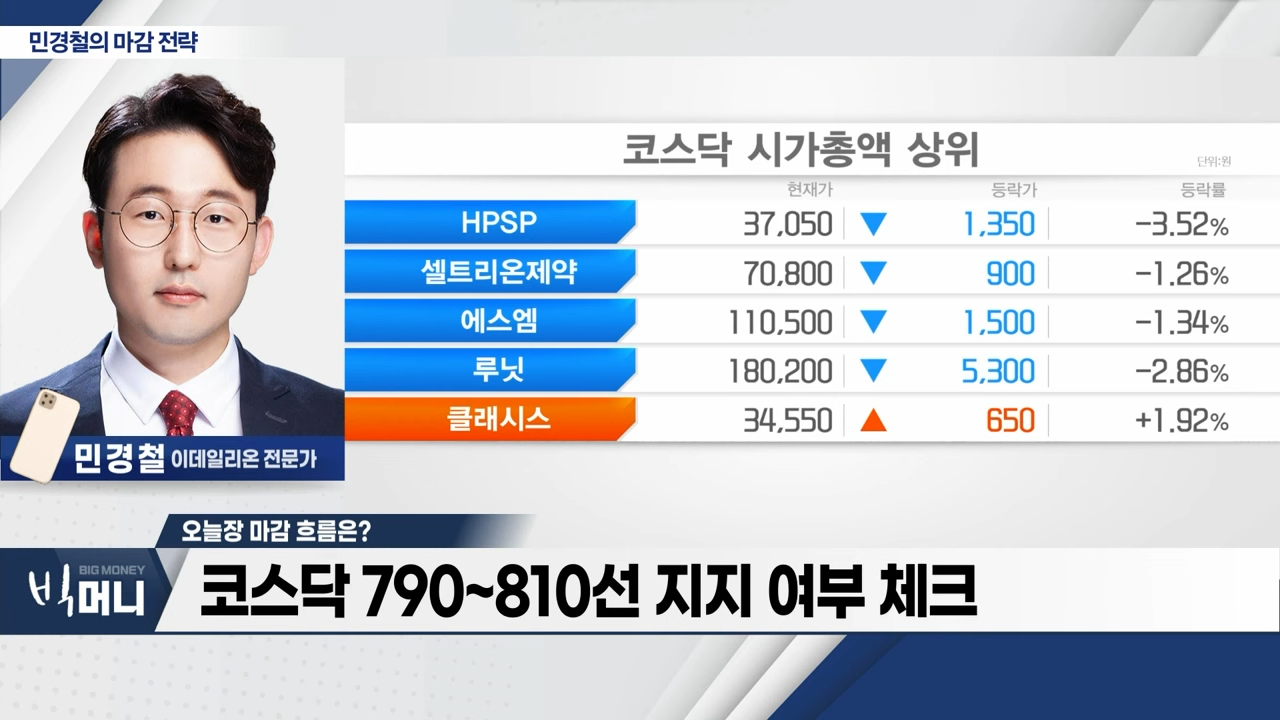 민경철의 마감 전략
코스닥 시가총액 상위
단위:원
현재가 등락가 등락률
HPSP 37,050 ▼ 1,350 -3.52%
셀트리온제약 70,800 ▼ 900 -1.26%
에스엠 110,500 ▼ 1,500 -1.34%
루닛 180,200 ▼ 5,300 -2.86%
클래시스 34,550 ▲ 650 +1.92%
민경철 이데일리온 전문가
오늘장 마감 흐름은?
BIG MONEY
빅머니
코스닥 790~810선 지지 여부 체크